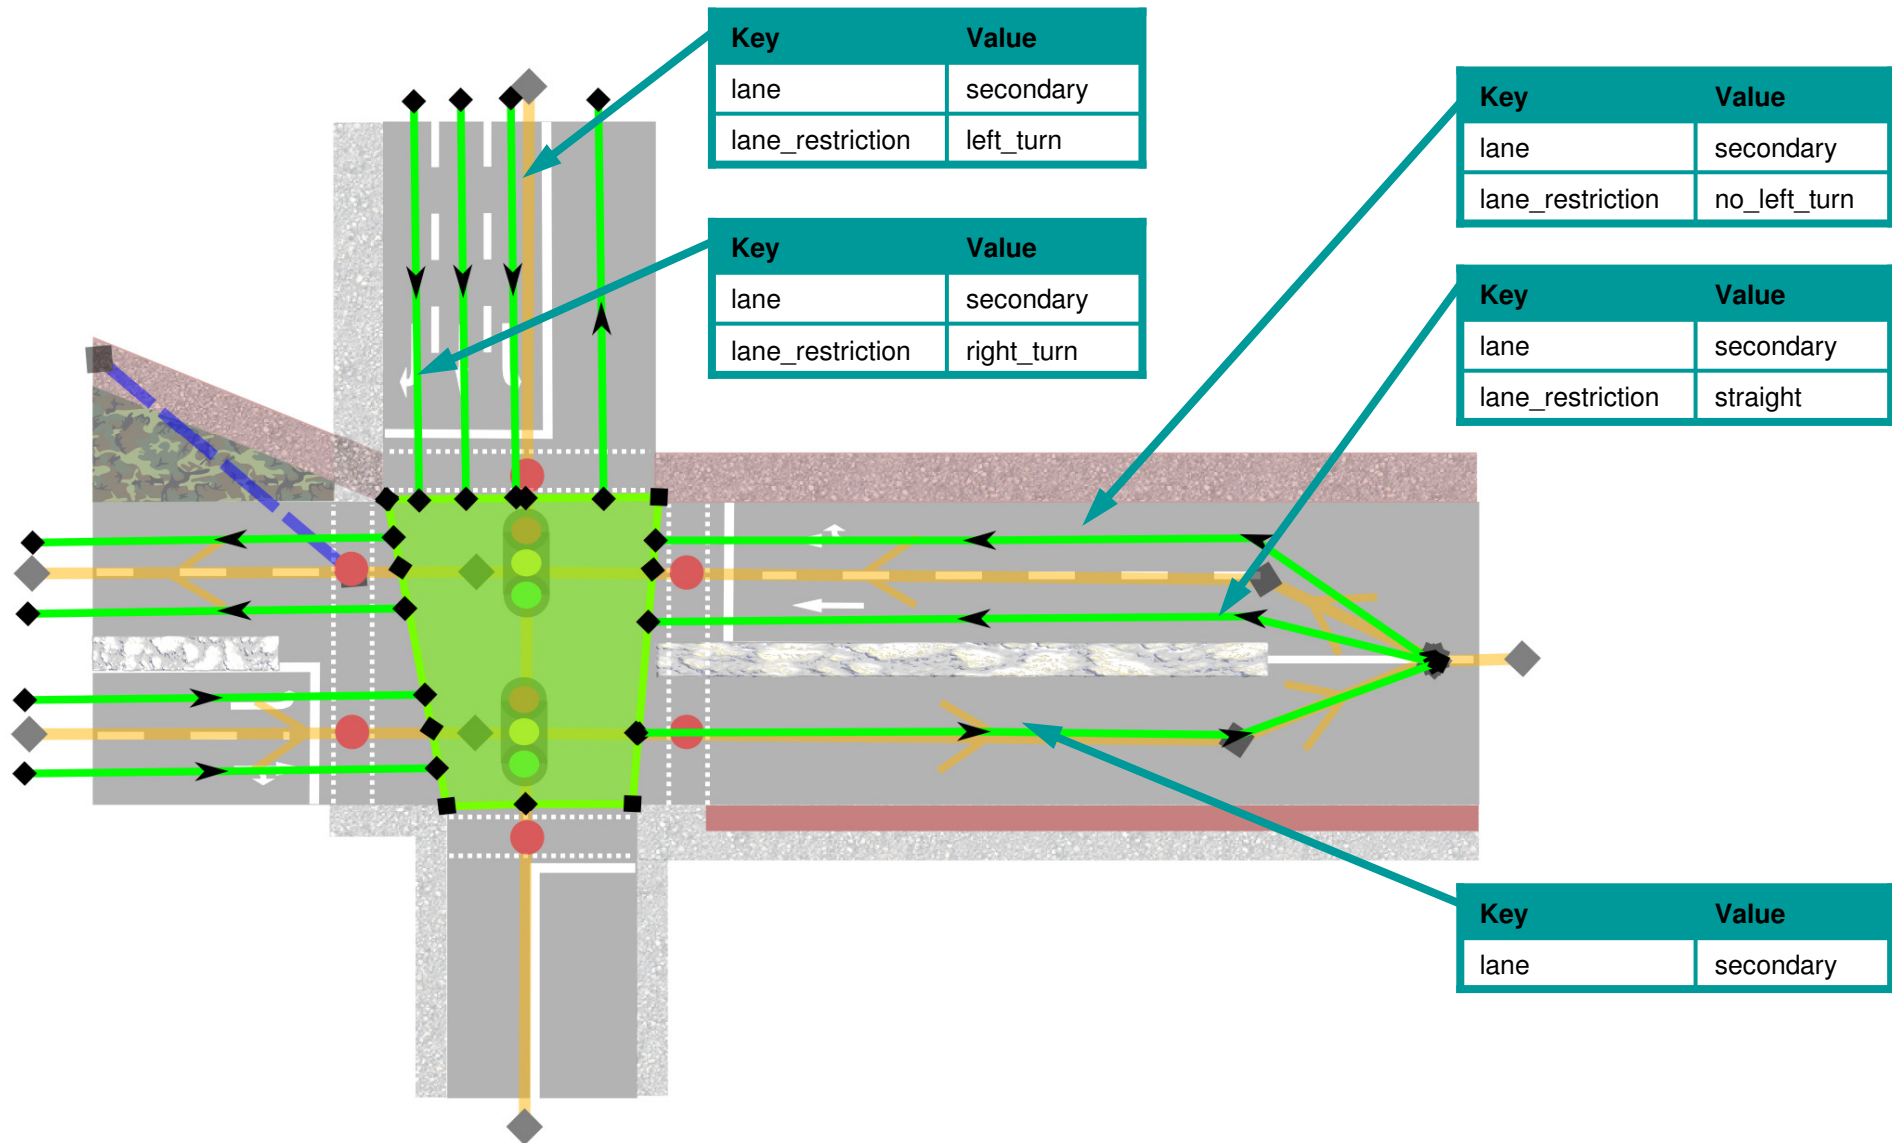 Key Value
lane secondary
lane_restriction left_turn
Key Value
lane secondary
lane_restriction right_turn
Key Value
lane secondary
lane_restriction no_left_turn
Key Value
lane secondary
lane_restriction straight
Key Value
lane secondary